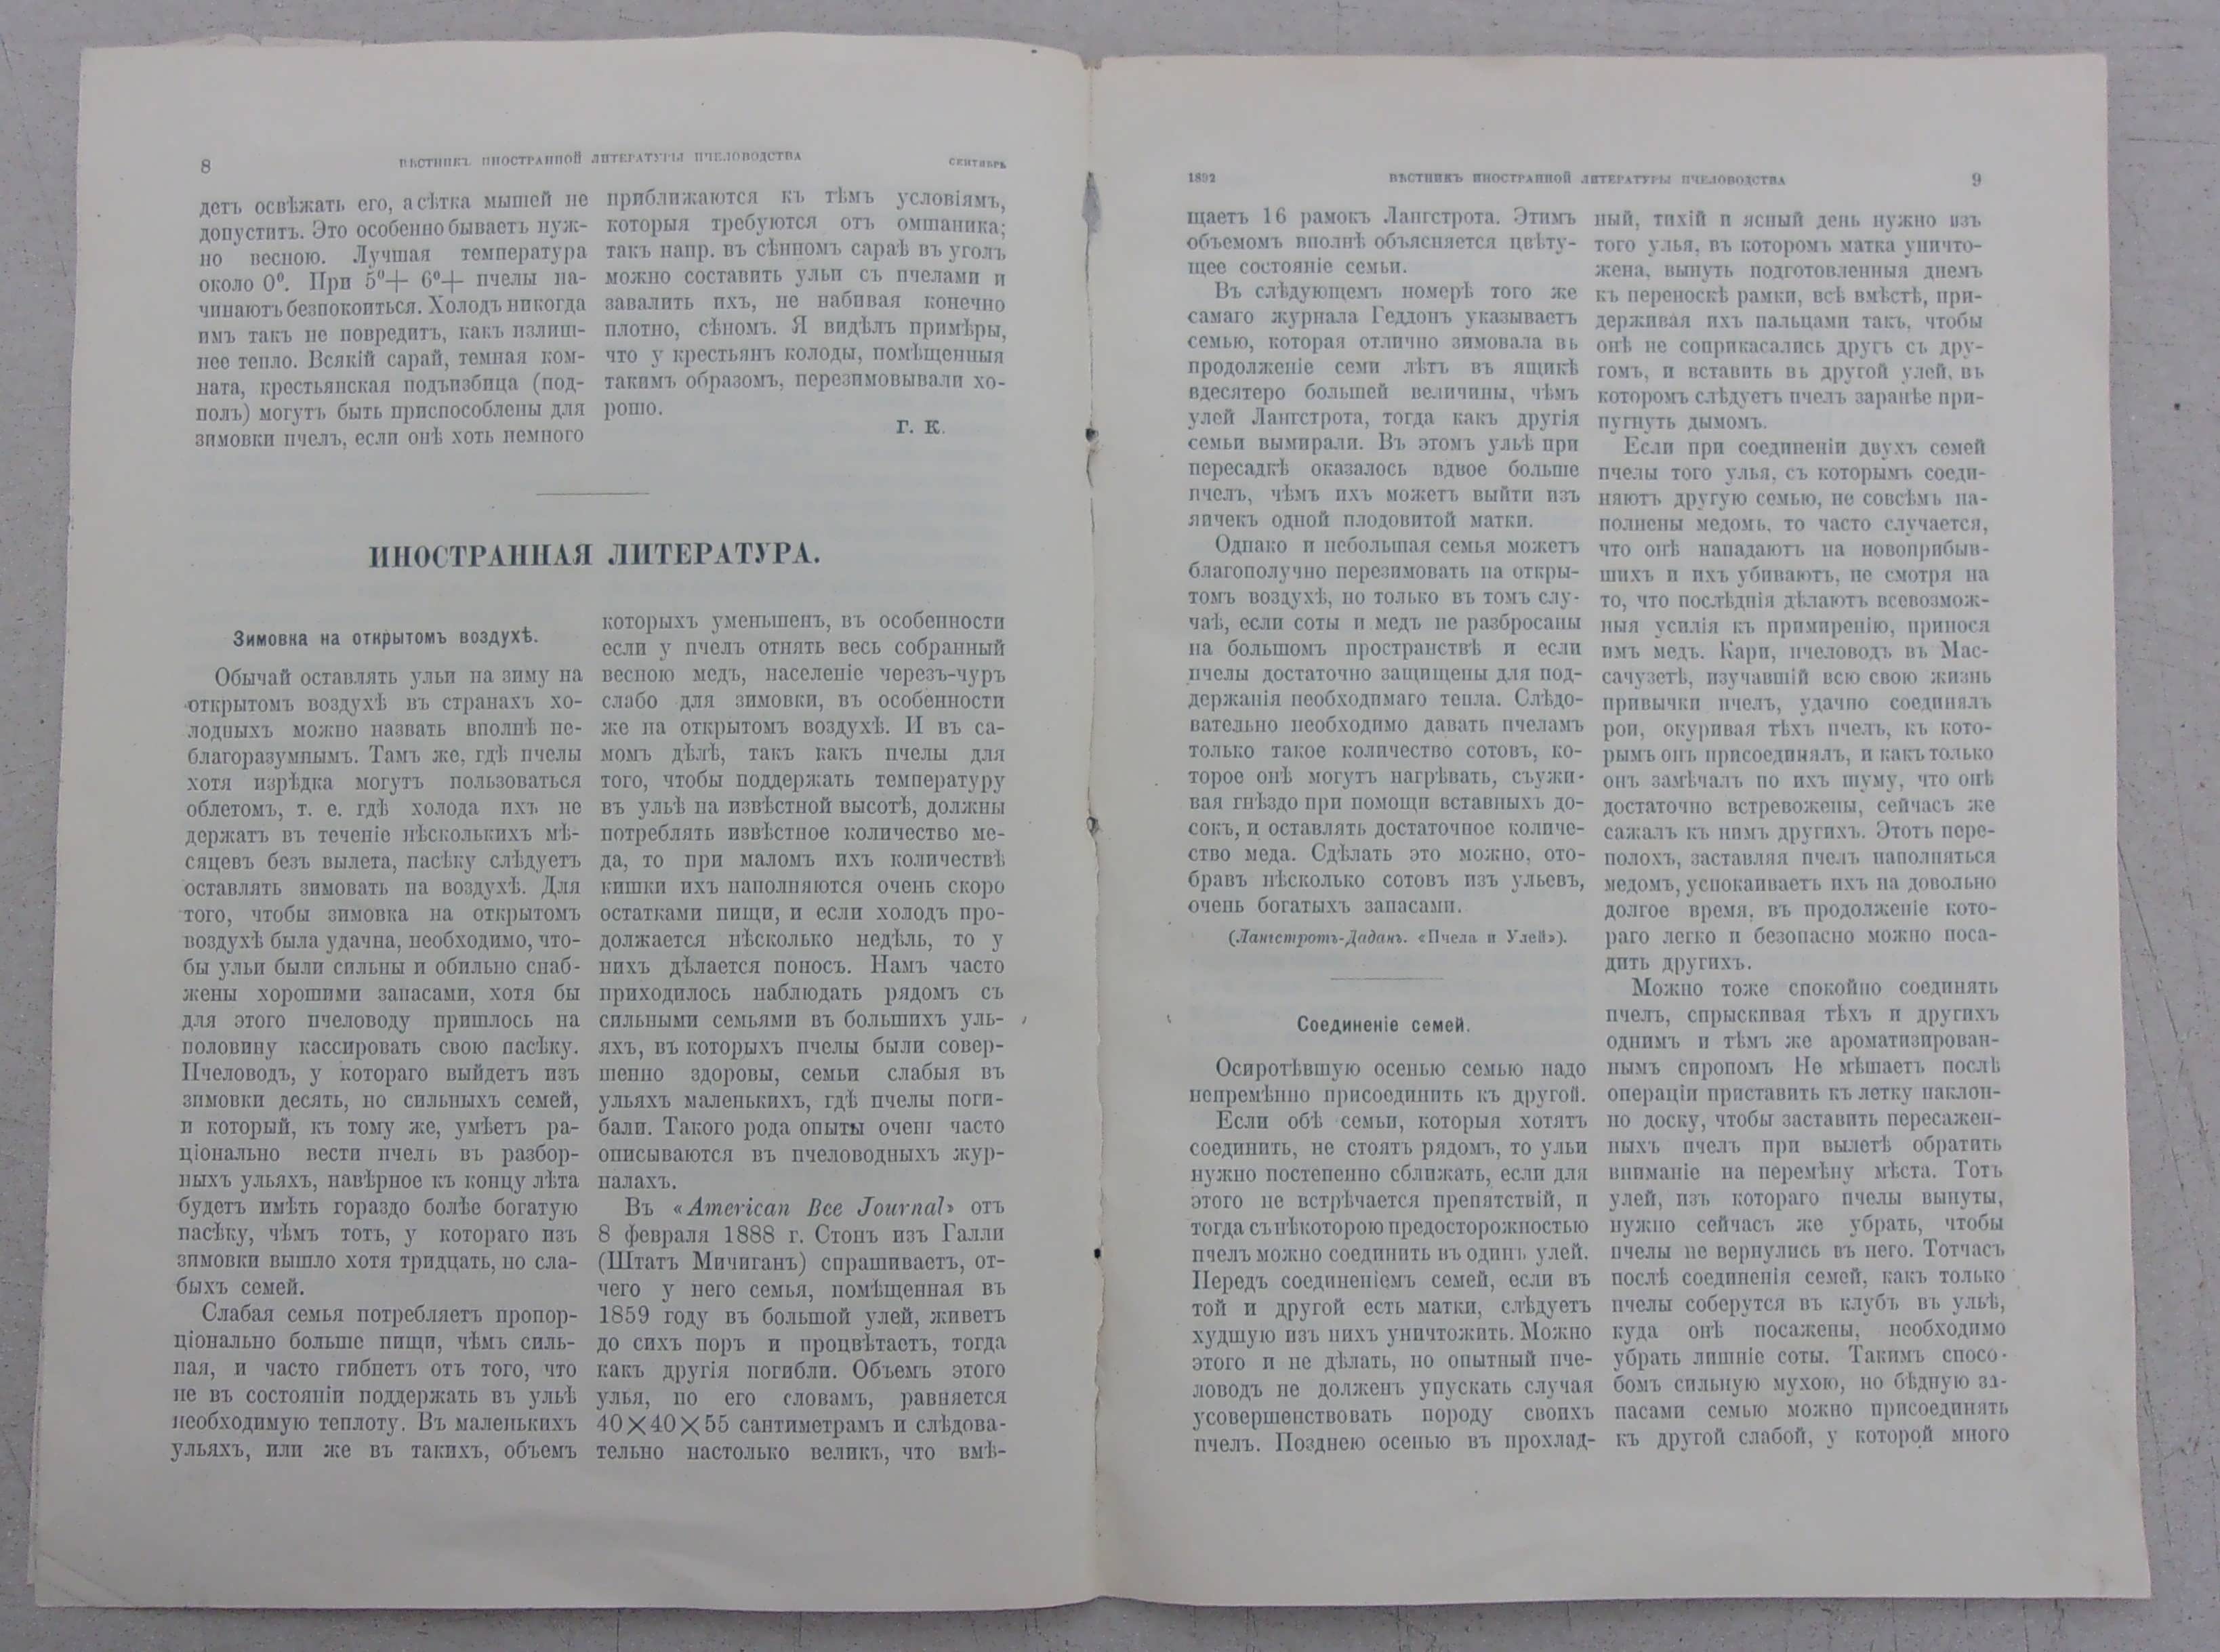 8
ВѢСТНИКЪ ИНОСТРАННОЙ ЛИТЕРАТУРЫ ПЧЕЛОВОДСТВА
СЕНТЯБРЬ
детъ освѣжать его, а сѣтка мышей не
допуститъ. Это особенно бываетъ нуж-
но весною. Лучшая температура
около 0°. При 5°+ 6°+ пчелы на-
чинаютъ безпокоиться. Холодъ никогда
имъ такъ не повредитъ, какъ излиш-
нее тепло. Всякій сарай, темная ком-
ната, крестьянская подъизбица (под-
полъ) могутъ быть приспособлены для
зимовки пчелъ, если онѣ хоть немного
приближаются къ тѣмъ условіямъ,
которыя требуются отъ омшаника;
такъ напр. въ сѣнномъ сараѣ въ уголъ
можно составить ульи съ пчелами и
завалить ихъ, не набивая конечно
плотно, сѣномъ. Я видѣлъ примѣры,
что у крестьянъ колоды, помѣщенныя
такимъ образомъ, перезимовывали хо-
рошо.
Г. К.
ИНОСТРАННАЯ ЛИТЕРАТУРА.
Зимовка на открытомъ воздухѣ.
Обычай оставлять ульи на зиму на
открытомъ воздухѣ въ странахъ хо-
лодныхъ можно назвать вполнѣ не-
благоразумнымъ. Тамъ же, гдѣ пчелы
хотя изрѣдка могутъ пользоваться
облетомъ, т. е. гдѣ холода ихъ не
держатъ въ теченіе нѣсколькихъ мѣ-
сяцевъ безъ вылета, пасѣку слѣдуетъ
оставлять зимовать на воздухѣ. Для
того, чтобы зимовка на открытомъ
воздухѣ была удачна, необходимо, что-
бы ульи были сильны и обильно снаб-
жены хорошими запасами, хотя бы
для этого пчеловоду пришлось на
половину кассировать свою пасѣку.
Пчеловодъ, у котораго выйдетъ изъ
зимовки десять, но сильныхъ семей,
и который, къ тому же, умѣетъ ра-
ціонально вести пчелъ въ разбор-
ныхъ ульяхъ, навѣрное къ концу лѣта
будетъ имѣть гораздо болѣе богатую
пасѣку, чѣмъ тотъ, у котораго изъ
зимовки вышло хотя тридцать, но сла-
быхъ семей.
Слабая семья потребляетъ пропор-
ціонально больше пищи, чѣмъ силь-
ная, и часто гибнетъ отъ того, что
не въ состояніи поддержать въ ульѣ
необходимую теплоту. Въ маленькихъ
ульяхъ, или же въ такихъ, объемъ
которыхъ уменьшенъ, въ особенности
если у пчелъ отнять весь собранный
весною медъ, населеніе черезъ-чуръ
слабо для зимовки, въ особенности
же на открытомъ воздухѣ. И въ са-
момъ дѣлѣ, такъ какъ пчелы для
того, чтобы поддержать температуру
въ ульѣ на извѣстной высотѣ, должны
потреблять извѣстное количество ме-
да, то при маломъ ихъ количествѣ
кишки ихъ наполняются очень скоро
остатками пищи, и если холодъ про-
должается нѣсколько недѣль, то у
нихъ дѣлается поносъ. Намъ часто
приходилось наблюдать рядомъ съ
сильными семьями въ большихъ уль-
яхъ, въ которыхъ пчелы были совер-
шенно здоровы, семьи слабыя въ
ульяхъ маленькихъ, гдѣ пчелы поги-
бали. Такого рода опыты очень часто
описываются въ пчеловодныхъ жур-
налахъ.
Въ «American Bee Journal» отъ
8 февраля 1888 г. Стонъ изъ Галли
(Штатъ Мичиганъ) спрашиваетъ, от-
чего у него семья, помѣщенная въ
1859 году въ большой улей, живетъ
до сихъ поръ и процвѣтаетъ, тогда
какъ другія погибли. Объемъ этого
улья, по его словамъ, равняется
40×40×55 сантиметрамъ и слѣдова-
тельно настолько великъ, что вмѣ-
1892
ВѢСТНИКЪ ИНОСТРАННОЙ ЛИТЕРАТУРЫ ПЧЕЛОВОДСТВА
9
щаетъ 16 рамокъ Лангстрота. Этимъ
объемомъ вполнѣ объясняется цвѣту-
щее состояніе семьи.
Въ слѣдующемъ номерѣ того же
самаго журнала Геддонъ указываетъ
семью, которая отлично зимовала въ
продолженіе семи лѣтъ въ ящикѣ
вдесятеро большей величины, чѣмъ
улей Лангстрота, тогда какъ другія
семьи вымирали. Въ этомъ ульѣ при
пересадкѣ оказалось вдвое больше
пчелъ, чѣмъ ихъ можетъ выйти изъ
яичекъ одной плодовитой матки.
Однако и небольшая семья можетъ
благополучно перезимовать на откры-
томъ воздухѣ, но только въ томъ слу-
чаѣ, если соты и медъ не разбросаны
на большомъ пространствѣ и если
пчелы достаточно защищены для под-
держанія необходимаго тепла. Слѣдо-
вательно необходимо давать пчеламъ
только такое количество сотовъ, ко-
торое онѣ могутъ нагрѣвать, съужи-
вая гнѣздо при помощи вставныхъ до-
сокъ, и оставлять достаточное количе-
ство меда. Сдѣлать это можно, ото-
бравъ нѣсколько сотовъ изъ ульевъ,
очень богатыхъ запасами.
(Лангстротъ-Даданъ. «Пчела и Улей»).
Соединеніе семей.
Осиротѣвшую осенью семью надо
непремѣнно присоединить къ другой.
Если обѣ семьи, которыя хотятъ
соединить, не стоятъ рядомъ, то ульи
нужно постепенно сближать, если для
этого не встрѣчается препятствій, и
тогда съ нѣкоторою предосторожностью
пчелъ можно соединить въ одинъ улей.
Передъ соединеніемъ семей, если въ
той и другой есть матки, слѣдуетъ
худшую изъ нихъ уничтожить. Можно
этого и не дѣлать, но опытный пче-
ловодъ не долженъ упускать случая
усовершенствовать породу своихъ
пчелъ. Позднею осенью въ прохлад-
ный, тихій и ясный день нужно изъ
того улья, въ которомъ матка уничто-
жена, вынуть подготовленныя днемъ
къ переноскѣ рамки, всѣ вмѣстѣ, при-
держивая ихъ пальцами такъ, чтобы
онѣ не соприкасались другъ съ дру-
гомъ, и вставить въ другой улей, въ
которомъ слѣдуетъ пчелъ заранѣе при-
пугнуть дымомъ.
Если при соединеніи двухъ семей
пчелы того улья, съ которымъ соеди-
няютъ другую семью, не совсѣмъ на-
полнены медомъ, то часто случается,
что онѣ нападаютъ на новоприбыв-
шихъ и ихъ убиваютъ, не смотря на
то, что послѣднія дѣлаютъ всевозмож-
ныя усилія къ примиренію, принося
имъ медъ. Кари, пчеловодъ въ Мас-
сачузетѣ, изучавшій всю свою жизнь
привычки пчелъ, удачно соединялъ
рои, окуривая тѣхъ пчелъ, къ кото-
рымъ онъ присоединялъ, и какъ только
онъ замѣчалъ по ихъ шуму, что онѣ
достаточно встревожены, сейчасъ же
сажалъ къ нимъ другихъ. Этотъ пере-
полохъ, заставляя пчелъ наполняться
медомъ, успокаиваетъ ихъ на довольно
долгое время, въ продолженіе кото-
раго легко и безопасно можно поса-
дить другихъ.
Можно тоже спокойно соединять
пчелъ, спрыскивая тѣхъ и другихъ
однимъ и тѣмъ же ароматизирован-
нымъ сиропомъ Не мѣшаетъ послѣ
операціи приставить къ летку наклон-
но доску, чтобы заставить пересажен-
ныхъ пчелъ при вылетѣ обратить
вниманіе на перемѣну мѣста. Тотъ
улей, изъ котораго пчелы вынуты,
нужно сейчасъ же убрать, чтобы
пчелы не вернулись въ него. Тотчасъ
послѣ соединенія семей, какъ только
пчелы соберутся въ клубъ въ ульѣ,
куда онѣ посажены, необходимо
убрать лишніе соты. Такимъ спосо-
бомъ сильную мухою, но бѣдную за-
пасами семью можно присоединять
къ другой слабой, у которой много